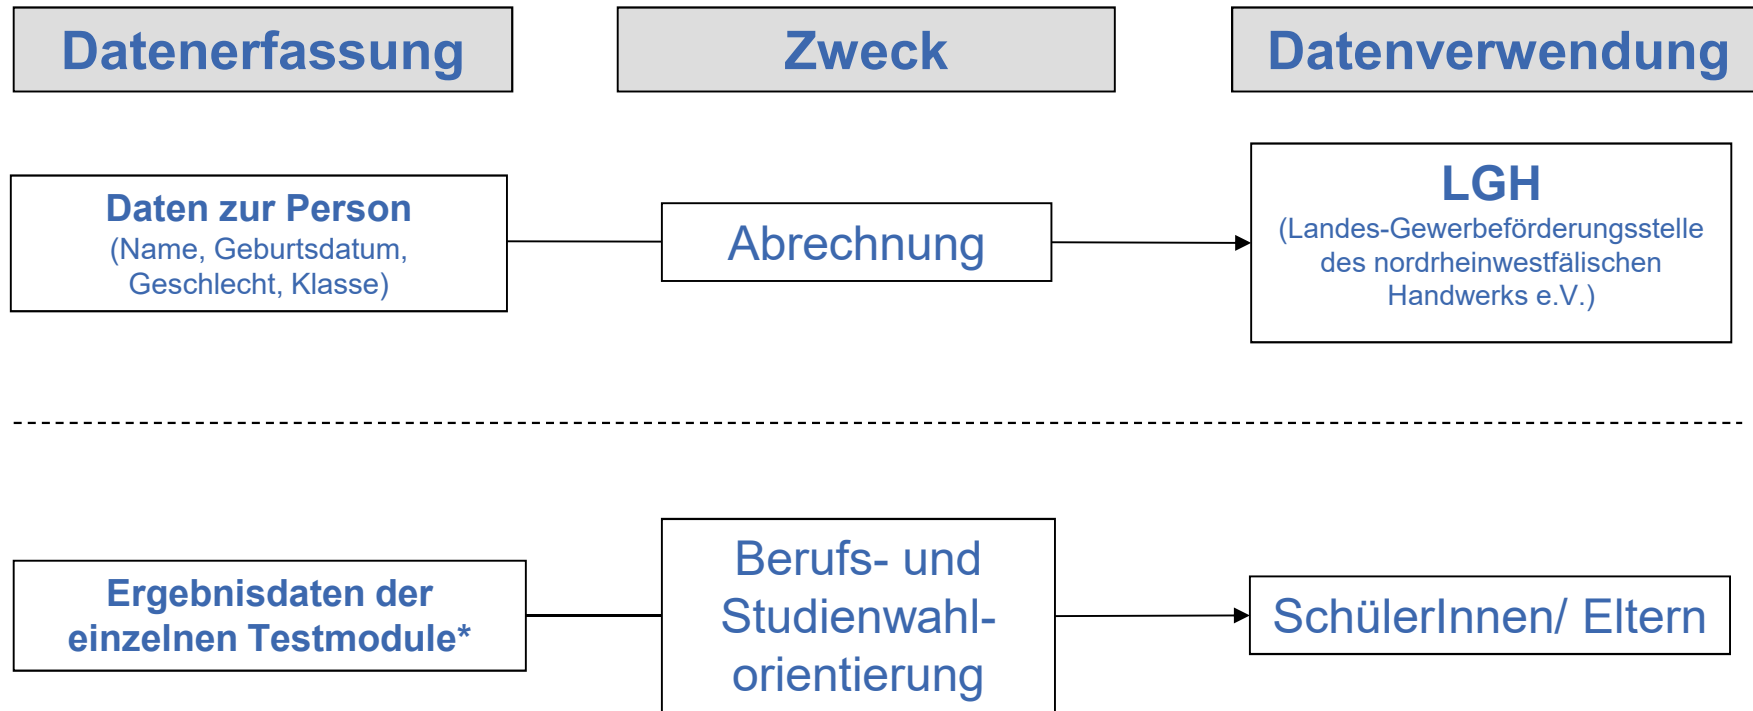 Datenerfassung
Zweck
Datenverwendung
Daten zur Person
(Name, Geburtsdatum,
Geschlecht, Klasse)
Abrechnung
LGH
(Landes-Gewerbeförderungsstelle
des nordrheinwestfälischen
Handwerks e.V.)
Ergebnisdaten der
einzelnen Testmodule*
Berufs- und
Studienwahl-
orientierung
SchülerInnen/ Eltern